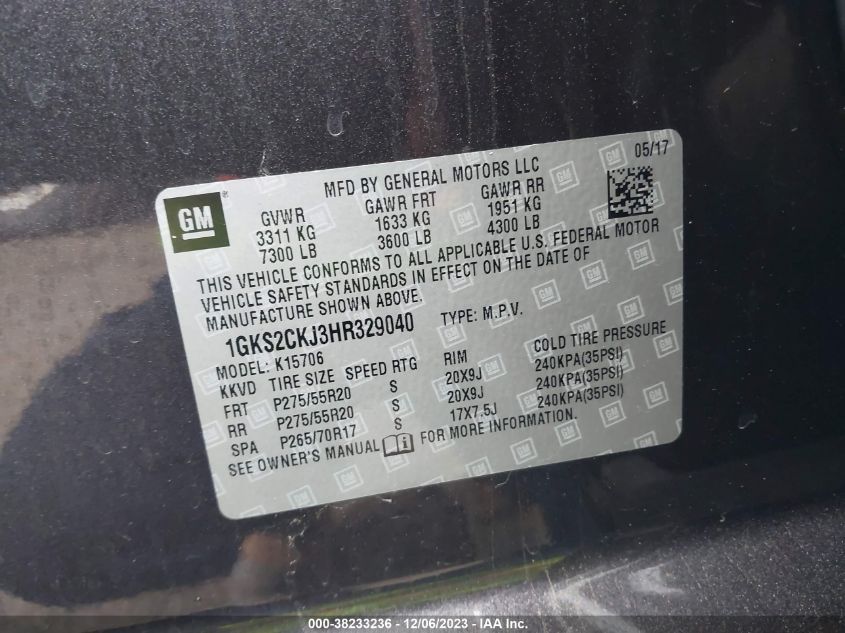 05/17
GM ®
MFD BY GENERAL MOTORS LLC
GVWR GAWR FRT GAWR RR
3311 KG 1633 KG 1951 KG
7300 LB 3600 LB 4300 LB
THIS VEHICLE CONFORMS TO ALL APPLICABLE U.S. FEDERAL MOTOR
VEHICLE SAFETY STANDARDS IN EFFECT ON THE DATE OF
MANUFACTURE SHOWN ABOVE.
1GKS2CKJ3HR329040 TYPE: M.P.V.
MODEL: K15706
KKVD TIRE SIZE SPEED RTG RIM COLD TIRE PRESSURE
FRT P275/55R20 S 20X9J 240KPA(35PSI)
RR P275/55R20 S 20X9J 240KPA(35PSI)
SPA P265/70R17 S 17X7.5J 240KPA(35PSI)
SEE OWNER'S MANUAL i FOR MORE INFORMATION.
000-38233236 - 12/06/2023 - IAA Inc.